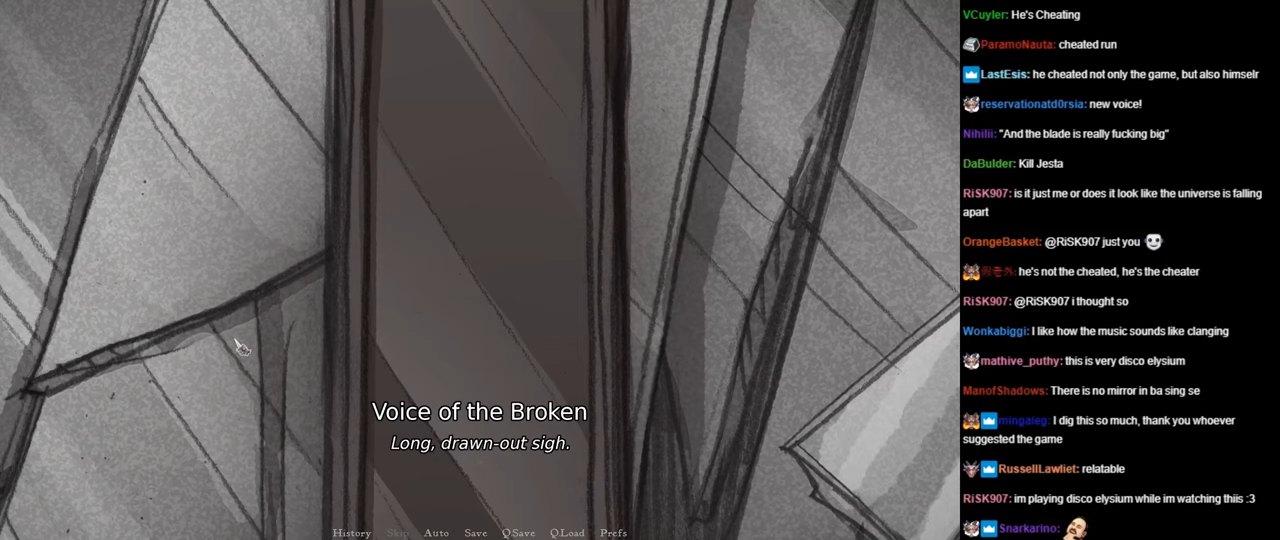 Voice of the Broken
Long, drawn-out sigh.
History Skip Auto Save Q.Save Q.Load Prefs
VCuyler: He's Cheating
ParamoNauta: cheated run
LastEsis: he cheated not only the game, but also himselr
reservationatd0rsia: new voice!
Nihilii: "And the blade is really fucking big"
DaBulder: Kill Jesta
RiSK907: is it just me or does it look like the universe is falling
apart
OrangeBasket: @RiSK907 just you
he's not the cheated, he's the cheater
RiSK907: @RiSK907 i thought so
Wonkabiggi: I like how the music sounds like clanging
mathive_puthy: this is very disco elysium
ManofShadows: There is no mirror in ba sing se
mingaleg: I dig this so much, thank you whoever
suggested the game
RussellLawliet: relatable
RiSK907: im playing disco elysium while im watching thiis :3
Snarkarino: